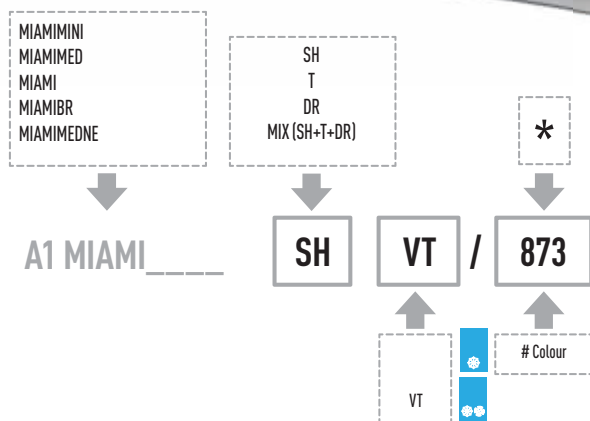 MIAMIMINI
MIAMIMED
MIAMI
MIAMIBR
MIAMIMEDNE
SH
T
DR
MIX (SH+T+DR)
*
A1 MIAMI____
SH
VT
/
873
VT
# Colour